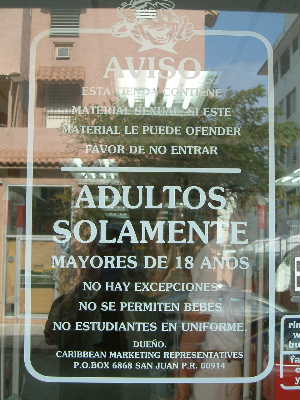 AVISO
ESTA TIENDA CONTIENE
MATERIAL SEXUAL SI ESTE
MATERIAL LE PUEDE OFENDER
FAVOR DE NO ENTRAR
ADULTOS
SOLAMENTE
MAYORES DE 18 AÑOS
NO HAY EXCEPCIONES
NO SE PERMITEN BEBES
NO ESTUDIANTES EN UNIFORME
DUEÑO.
CARIBBEAN MARKETING REPRESENTATIVES
P.O.BOX 6868 SAN JUAN P.R. 00914